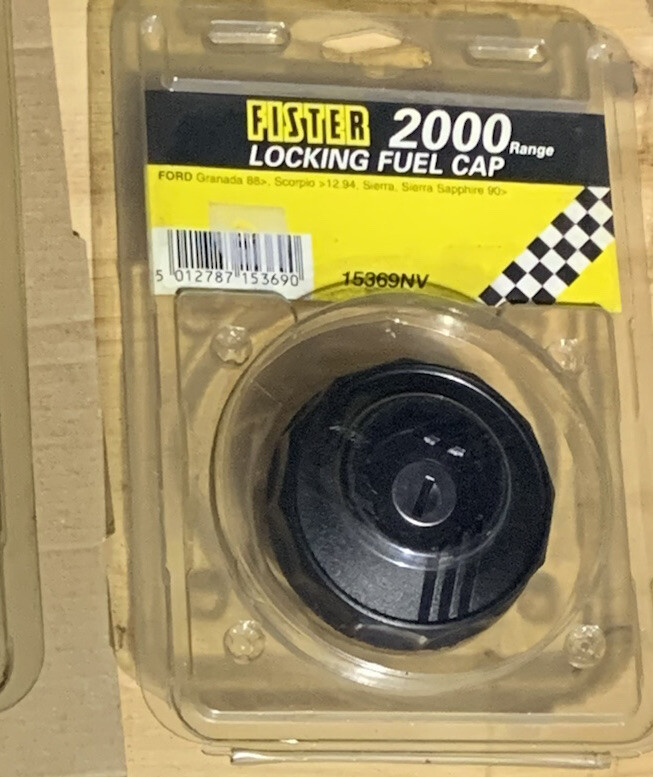 FISTER 2000 Range
LOCKING FUEL CAP
FORD Granada 88>, Scorpio >12.94, Sierra, Sierra Sapphire 90>
5 012787 153690
15369NV